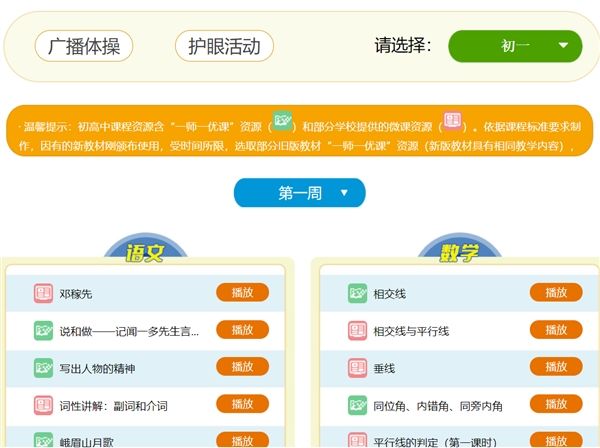 广播体操 护眼活动 请选择： 初一
· 温馨提示：初高中课程资源含“一师一优课”资源（ ）和部分学校提供的微课资源（ ）。依据课程标准要求制
作，因有的新教材刚颁布使用，受时间所限，选取部分旧版教材“一师一优课”资源（新版教材具有相同教学内容），
第一周
语文
邓稼先 播放
说和做——记闻一多先生言... 播放
写出人物的精神 播放
词性讲解：副词和介词 播放
峨眉山月歌 播放
数学
相交线 播放
相交线与平行线 播放
垂线 播放
同位角、内错角、同旁内角 播放
平行线的判定（第一课时） 播放